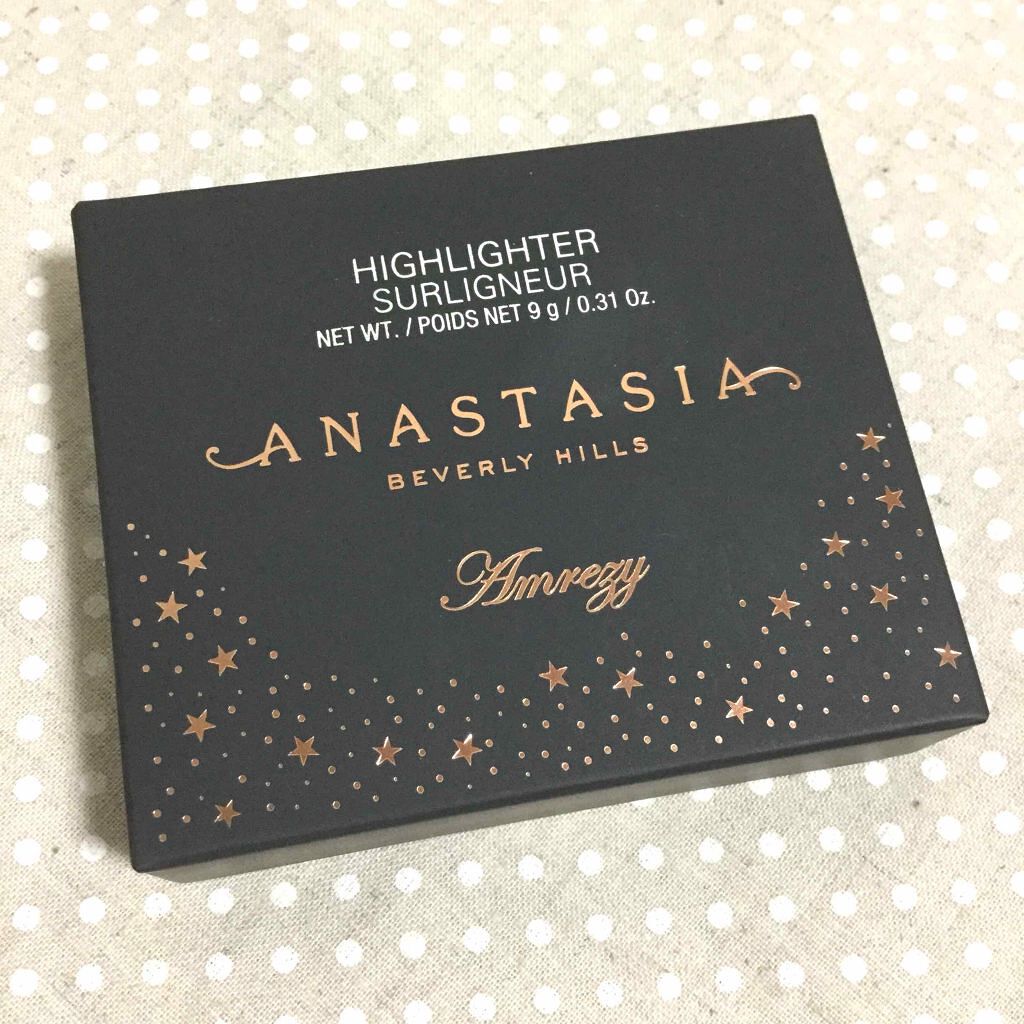 HIGHLIGHTER
SURLIGNEUR
NET WT. / POIDS NET 9 g / 0.31 Oz.
ANASTASIA
BEVERLY HILLS
Amrezy